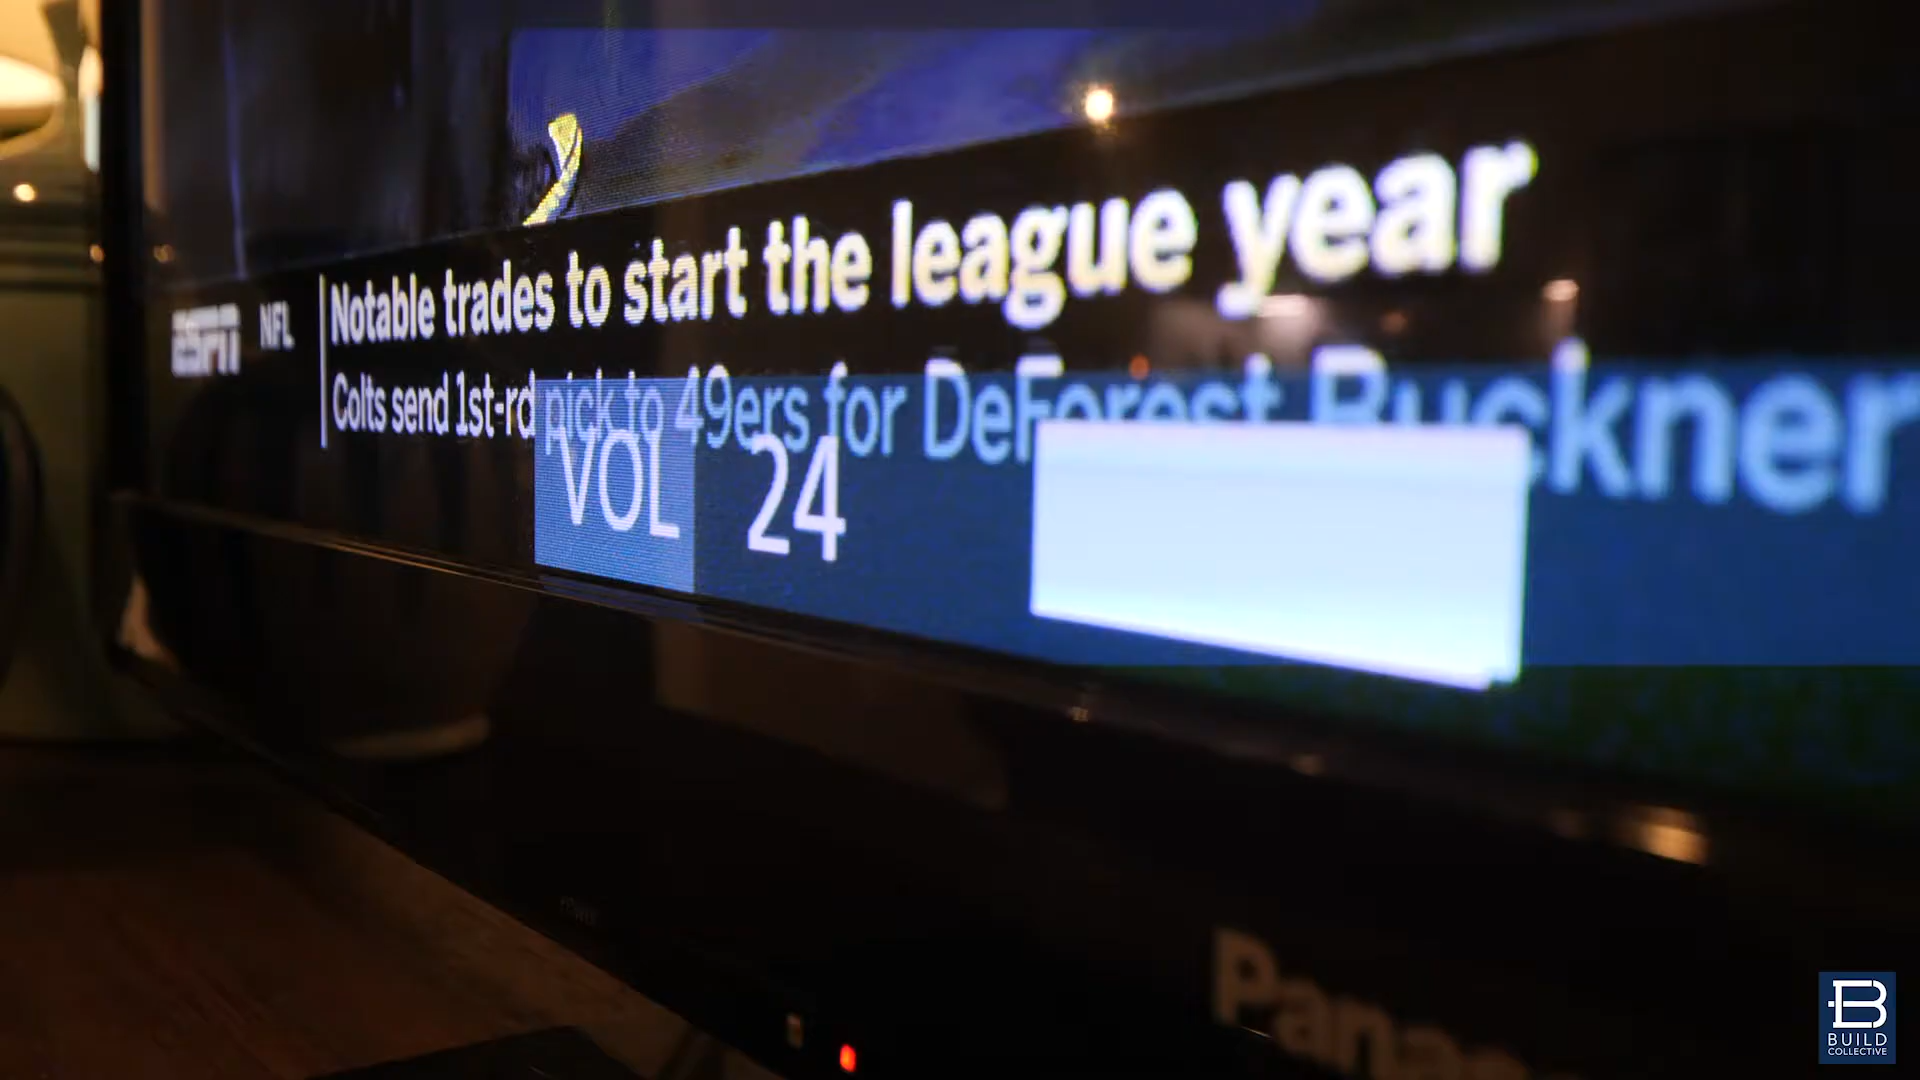 Notable trades to start the league year
ESPN NFL
Colts send 1st-rd pick to 49ers for DeForest Buckner
VOL 24
Pana
BUILD
COLLECTIVE